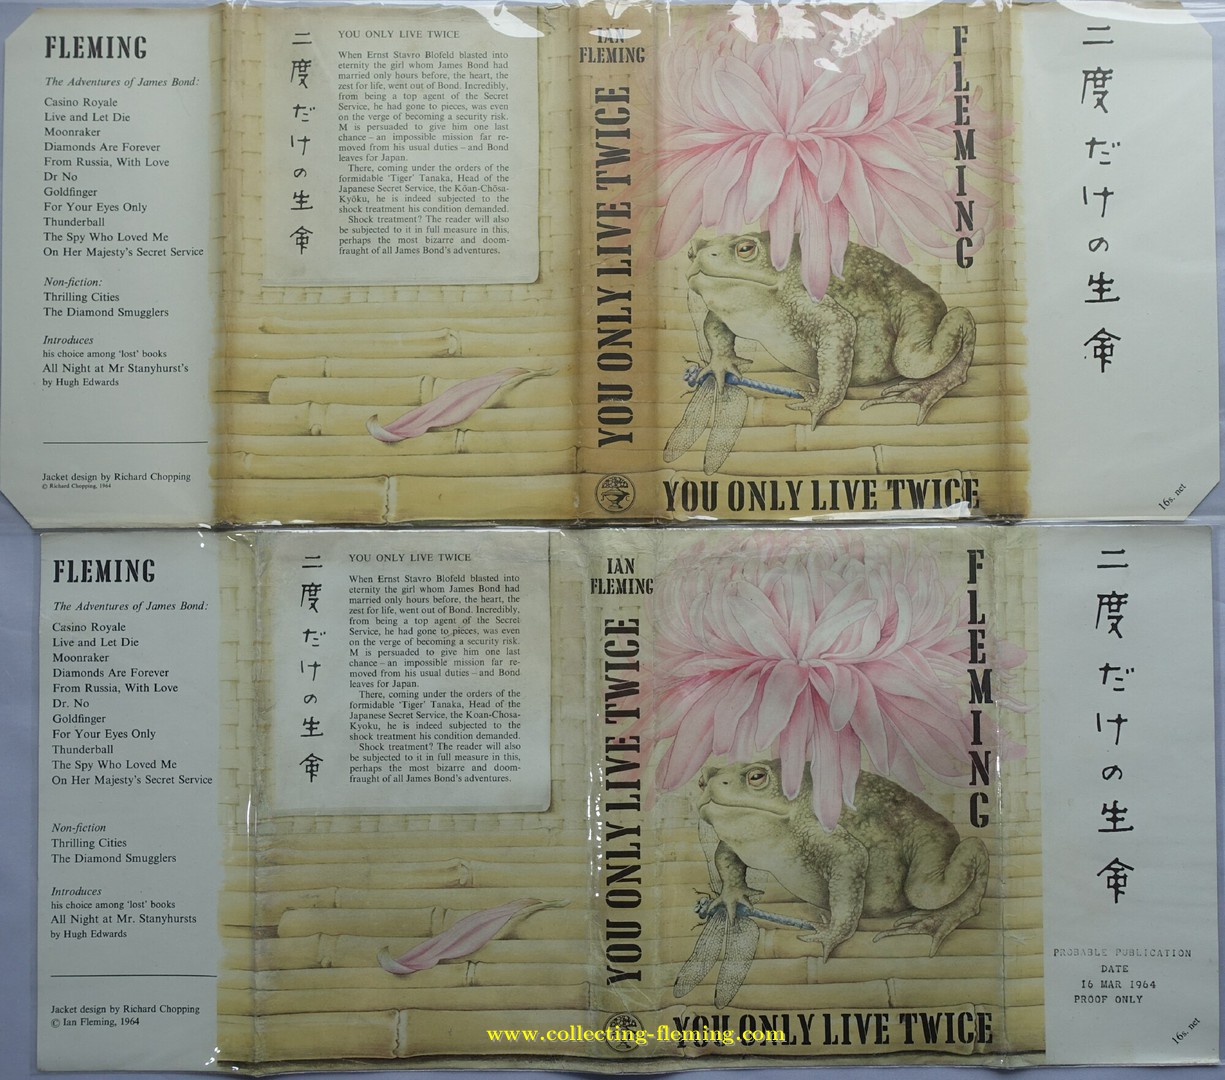 FLEMING
The Adventures of James Bond:
Casino Royale
Live and Let Die
Moonraker
Diamonds Are Forever
From Russia, With Love
Dr No
Goldfinger
For Your Eyes Only
Thunderball
The Spy Who Loved Me
On Her Majesty's Secret Service
Non-fiction:
Thrilling Cities
The Diamond Smugglers
Introduces
his choice among 'lost' books
All Night at Mr Stanyhurst's
by Hugh Edwards
Jacket design by Richard Chopping
© Richard Chopping, 1964
二度だけの生命
YOU ONLY LIVE TWICE
When Ernst Stavro Blofeld blasted into
eternity the girl whom James Bond had
married only hours before, the heart, the
zest for life, went out of Bond. Incredibly,
from being a top agent of the Secret
Service, he had gone to pieces, was even
on the verge of becoming a security risk.
M is persuaded to give him one last
chance – an impossible mission far re-
moved from his usual duties – and Bond
leaves for Japan.
There, coming under the orders of the
formidable 'Tiger' Tanaka, Head of the
Japanese Secret Service, the Kōan-Chōsa-
Kyōku, he is indeed subjected to the
shock treatment his condition demanded.
Shock treatment? The reader will also
be subjected to it in full measure in this,
perhaps the most bizarre and doom-
fraught of all James Bond's adventures.
IAN
FLEMING
YOU ONLY LIVE TWICE
FLEMING
YOU ONLY LIVE TWICE
二度だけの生命
16s. net
FLEMING
The Adventures of James Bond:
Casino Royale
Live and Let Die
Moonraker
Diamonds Are Forever
From Russia, With Love
Dr. No
Goldfinger
For Your Eyes Only
Thunderball
The Spy Who Loved Me
On Her Majesty's Secret Service
Non-fiction
Thrilling Cities
The Diamond Smugglers
Introduces
his choice among 'lost' books
All Night at Mr. Stanyhursts
by Hugh Edwards
Jacket design by Richard Chopping
© Ian Fleming, 1964
二度だけの生命
YOU ONLY LIVE TWICE
When Ernst Stavro Blofeld blasted into
eternity the girl whom James Bond had
married only hours before, the heart, the
zest for life, went out of Bond. Incredibly,
from being a top agent of the Secret
Service, he had gone to pieces, was even
on the verge of becoming a security risk.
M is persuaded to give him one last
chance – an impossible mission far re-
moved from his usual duties – and Bond
leaves for Japan.
There, coming under the orders of the
formidable 'Tiger' Tanaka, Head of the
Japanese Secret Service, the Koan-Chosa-
Kyoku, he is indeed subjected to the
shock treatment his condition demanded.
Shock treatment? The reader will also
be subjected to it in full measure in this,
perhaps the most bizarre and doom-
fraught of all James Bond's adventures.
IAN
FLEMING
YOU ONLY LIVE TWICE
FLEMING
YOU ONLY LIVE TWICE
二度だけの生命
PROBABLE PUBLICATION
DATE
16 MAR 1964
PROOF ONLY
16s. net
www.collecting-fleming.com